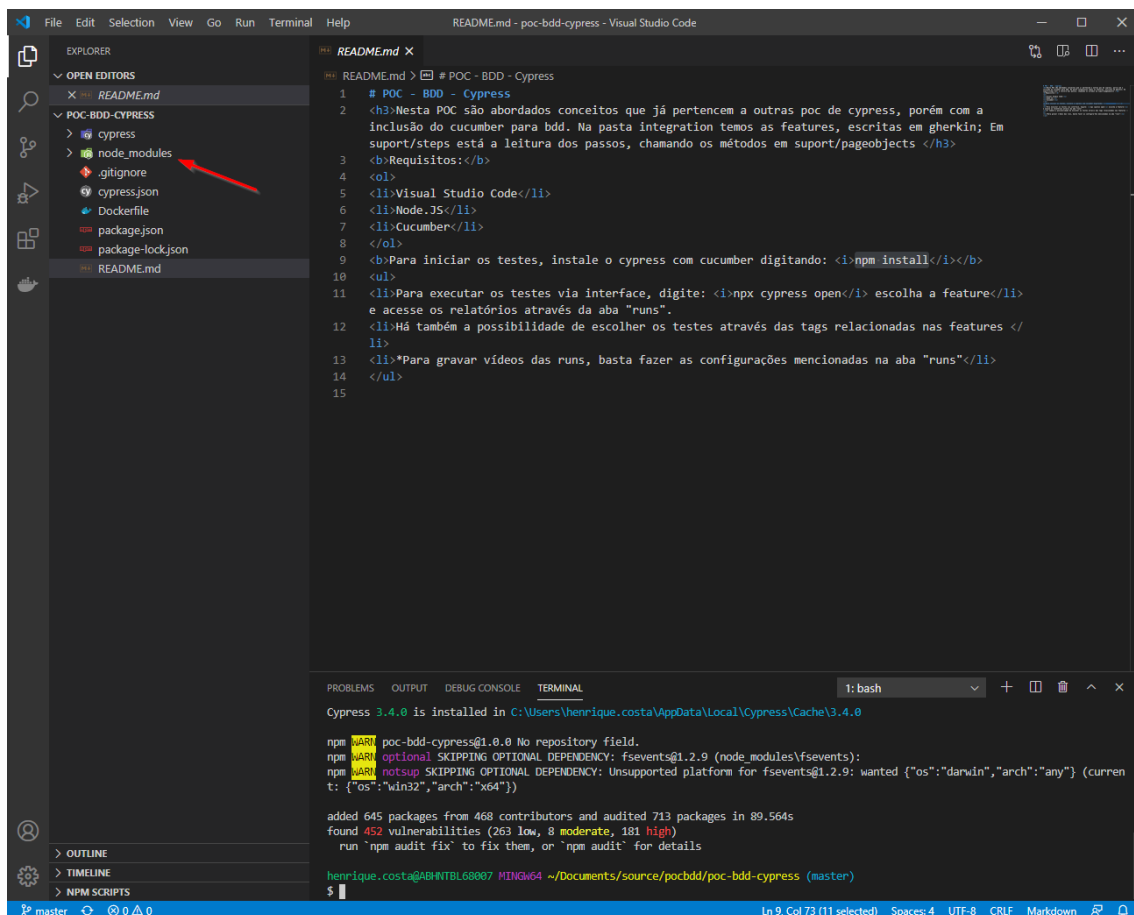 File Edit Selection View Go Run Terminal Help README.md - poc-bdd-cypress - Visual Studio Code
EXPLORER
OPEN EDITORS
README.md
POC-BDD-CYPRESS
cypress
node_modules
.gitignore
cypress.json
Dockerfile
package.json
package-lock.json
README.md
OUTLINE
TIMELINE
NPM SCRIPTS
README.md
README.md > # POC - BDD - Cypress
1 # POC - BDD - Cypress
2 <h3>Nesta POC são abordados conceitos que já pertencem a outras poc de cypress, porém com a
inclusão do cucumber para bdd. Na pasta integration temos as features, escritas em gherkin; Em
suport/steps está a leitura dos passos, chamando os métodos em suport/pageobjects </h3>
3 <b>Requisitos:</b>
4 <ol>
5 <li>Visual Studio Code</li>
6 <li>Node.JS</li>
7 <li>Cucumber</li>
8 </ol>
9 <b>Para iniciar os testes, instale o cypress com cucumber digitando: <i>npm install</i></b>
10 <ul>
11 <li>Para executar os testes via interface, digite: <i>npx cypress open</i> escolha a feature</li>
e acesse os relatórios através da aba "runs".
12 <li>Há também a possibilidade de escolher os testes através das tags relacionadas nas features </
li>
13 <li>*Para gravar vídeos das runs, basta fazer as configurações mencionadas na aba "runs"</li>
14 </ul>
15
PROBLEMS OUTPUT DEBUG CONSOLE TERMINAL 1: bash
Cypress 3.4.0 is installed in C:\Users\henrique.costa\AppData\Local\Cypress\Cache\3.4.0
npm WARN poc-bdd-cypress@1.0.0 No repository field.
npm WARN optional SKIPPING OPTIONAL DEPENDENCY: fsevents@1.2.9 (node_modules\fsevents):
npm WARN notsup SKIPPING OPTIONAL DEPENDENCY: Unsupported platform for fsevents@1.2.9: wanted {"os":"darwin","arch":"any"} (curren
t: {"os":"win32","arch":"x64"})
added 645 packages from 468 contributors and audited 713 packages in 89.564s
found 452 vulnerabilities (263 low, 8 moderate, 181 high)
run `npm audit fix` to fix them, or `npm audit` for details
henrique.costa@ABHNTBL68007 MINGW64 ~/Documents/source/pocbdd/poc-bdd-cypress (master)
$
master 0 0 Ln 9, Col 73 (11 selected) Spaces: 4 UTF-8 CRLF Markdown